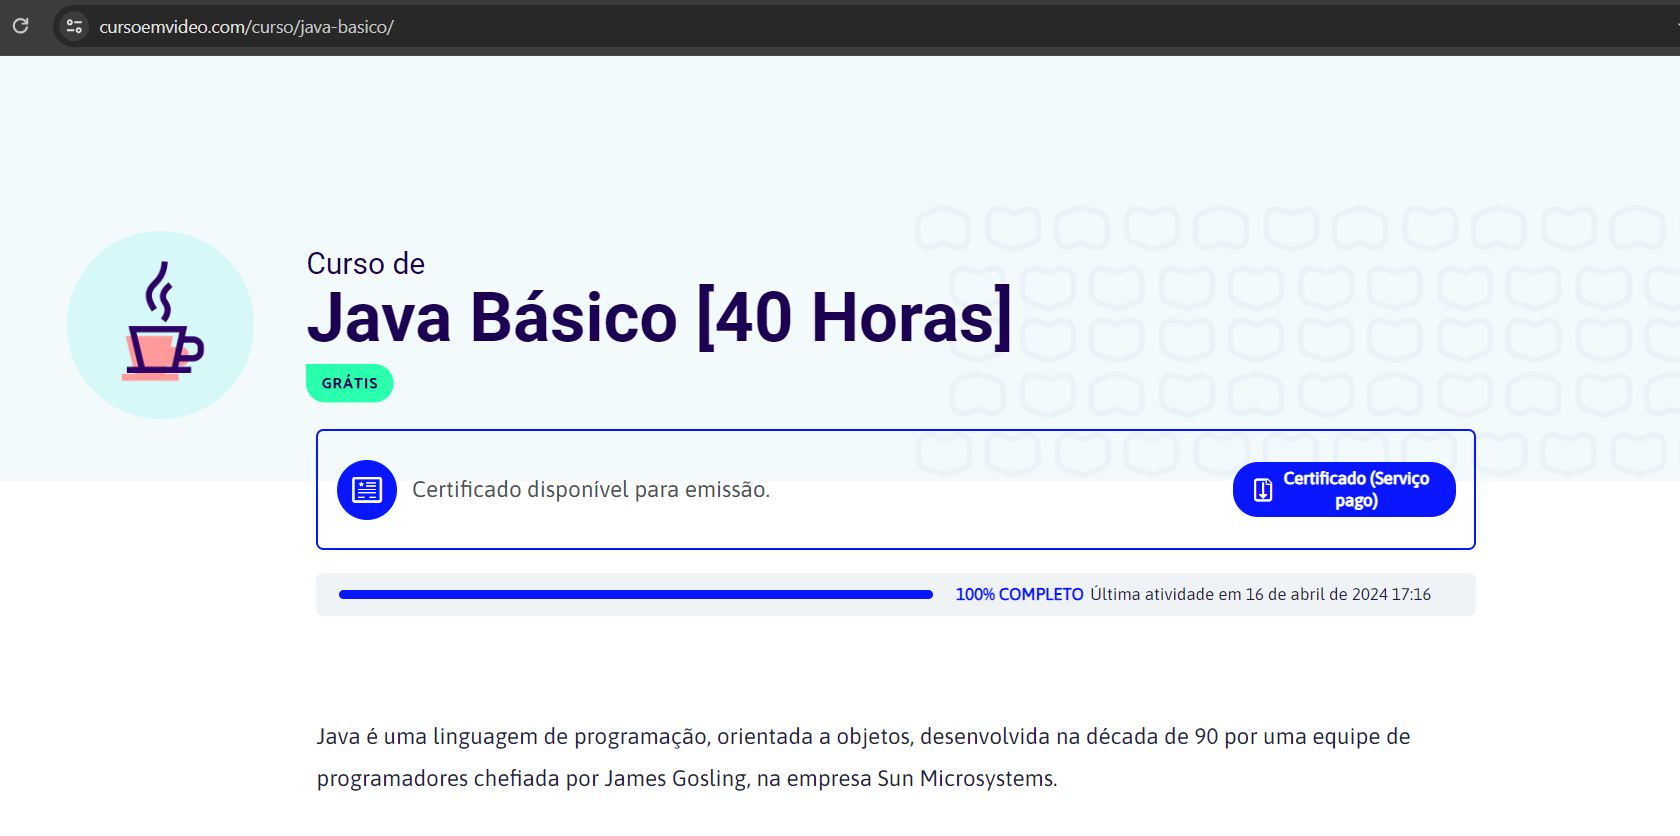 cursoemvideo.com/curso/java-basico/
Curso de
Java Básico [40 Horas]
GRÁTIS
Certificado disponível para emissão.
Certificado (Serviço
pago)
100% COMPLETO Última atividade em 16 de abril de 2024 17:16
Java é uma linguagem de programação, orientada a objetos, desenvolvida na década de 90 por uma equipe de
programadores chefiada por James Gosling, na empresa Sun Microsystems.